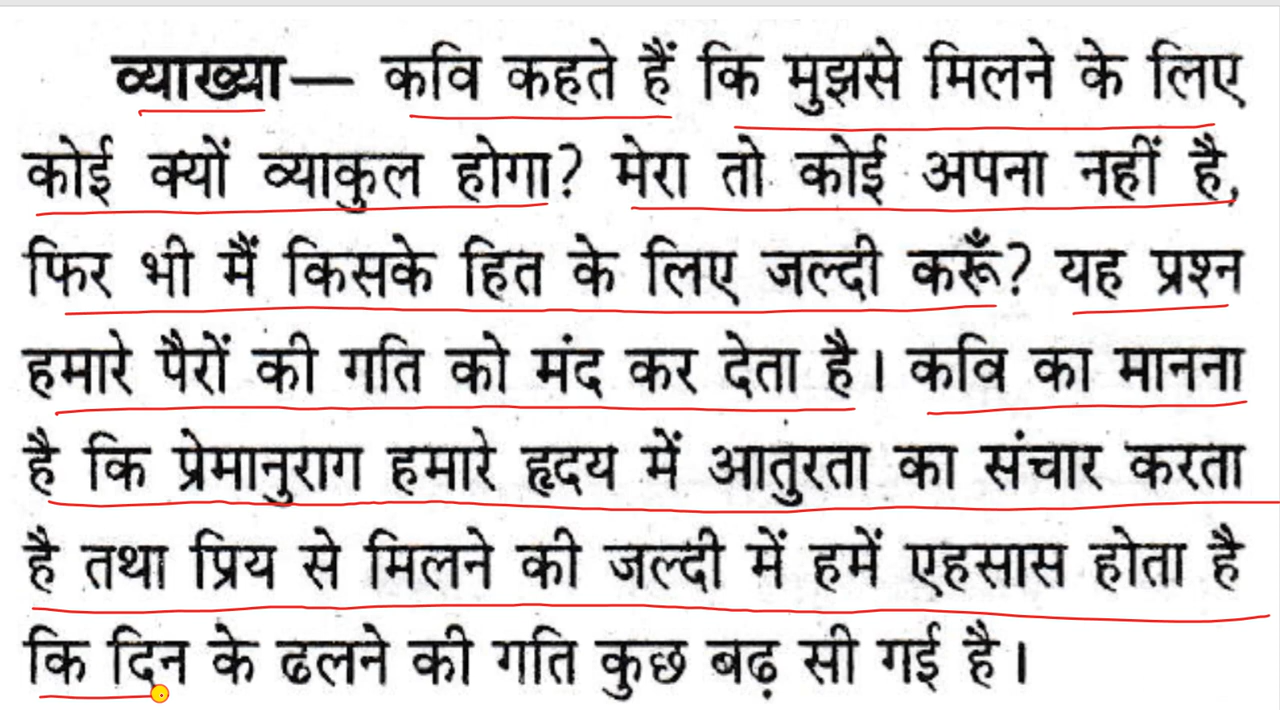 व्याख्या— कवि कहते हैं कि मुझसे मिलने के लिए
कोई क्यों व्याकुल होगा? मेरा तो कोई अपना नहीं है,
फिर भी मैं किसके हित के लिए जल्दी करूँ? यह प्रश्न
हमारे पैरों की गति को मंद कर देता है। कवि का मानना
है कि प्रेमानुराग हमारे हृदय में आतुरता का संचार करता
है तथा प्रिय से मिलने की जल्दी में हमें एहसास होता है
कि दिन के ढलने की गति कुछ बढ़ सी गई है।